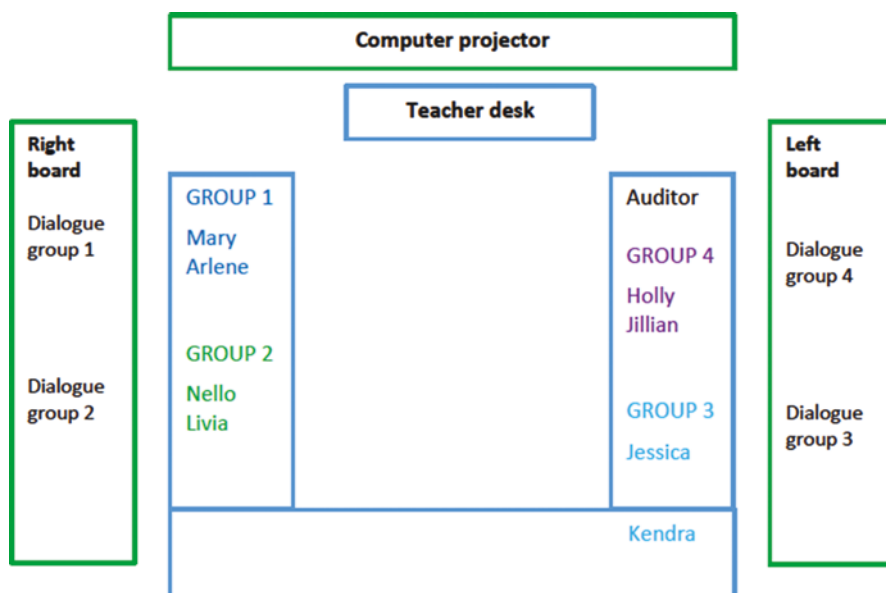 Computer projector
Teacher desk
Right
board
Dialogue
group 1
Dialogue
group 2
GROUP 1
Mary
Arlene
GROUP 2
Nello
Livia
Auditor
GROUP 4
Holly
Jillian
GROUP 3
Jessica
Kendra
Left
board
Dialogue
group 4
Dialogue
group 3